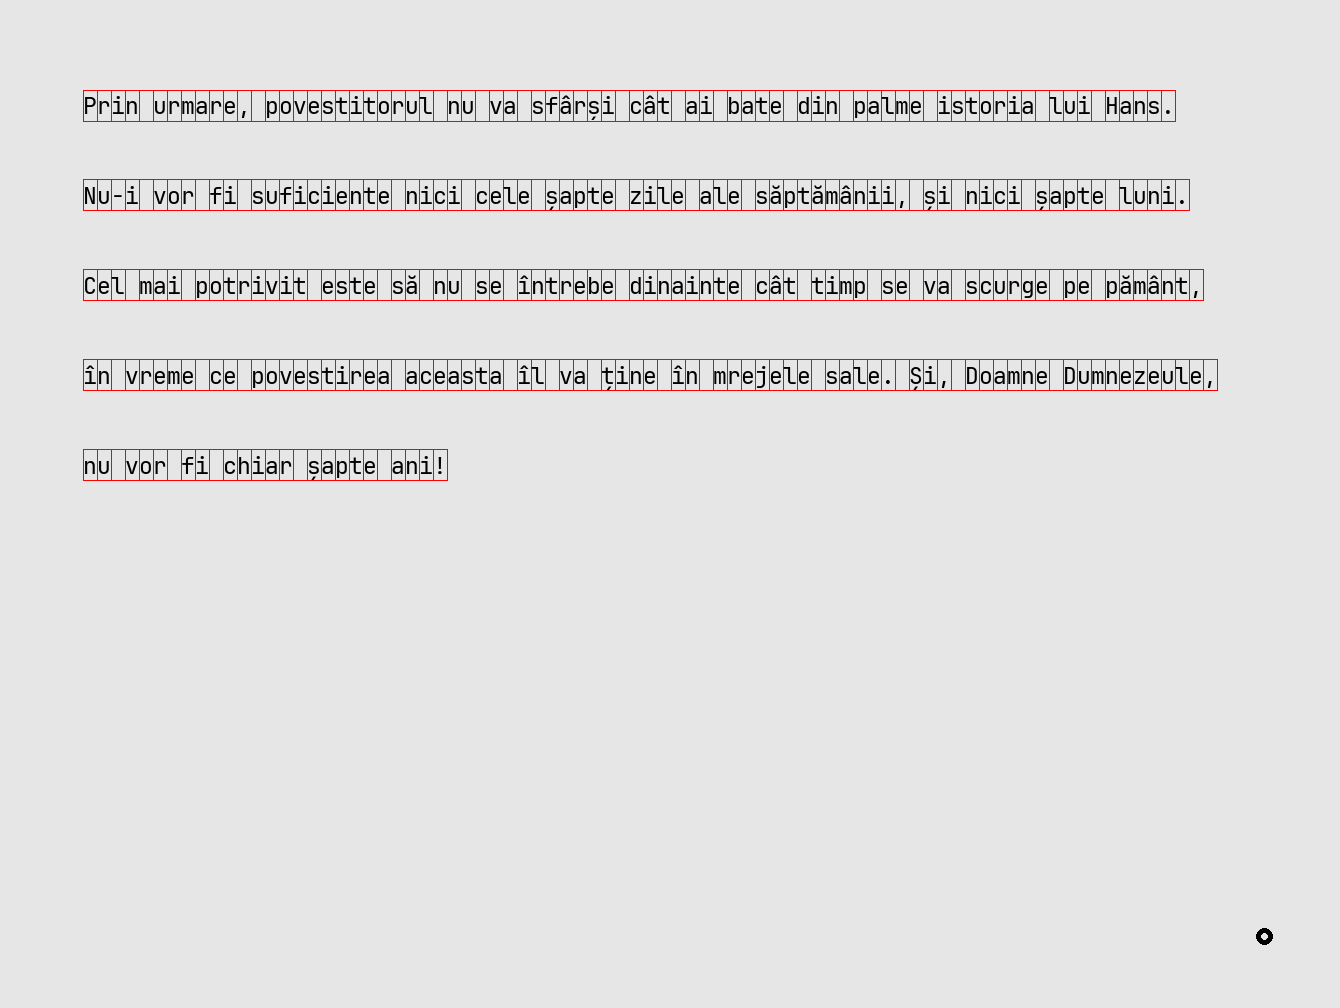 Prin urmare, povestitorul nu va sfârși cât ai bate din palme istoria lui Hans.
Nu-i vor fi suficiente nici cele șapte zile ale săptămânii, și nici șapte luni.
Cel mai potrivit este să nu se întrebe dinainte cât timp se va scurge pe pământ,
în vreme ce povestirea aceasta îl va ține în mrejele sale. Și, Doamne Dumnezeule,
nu vor fi chiar șapte ani!